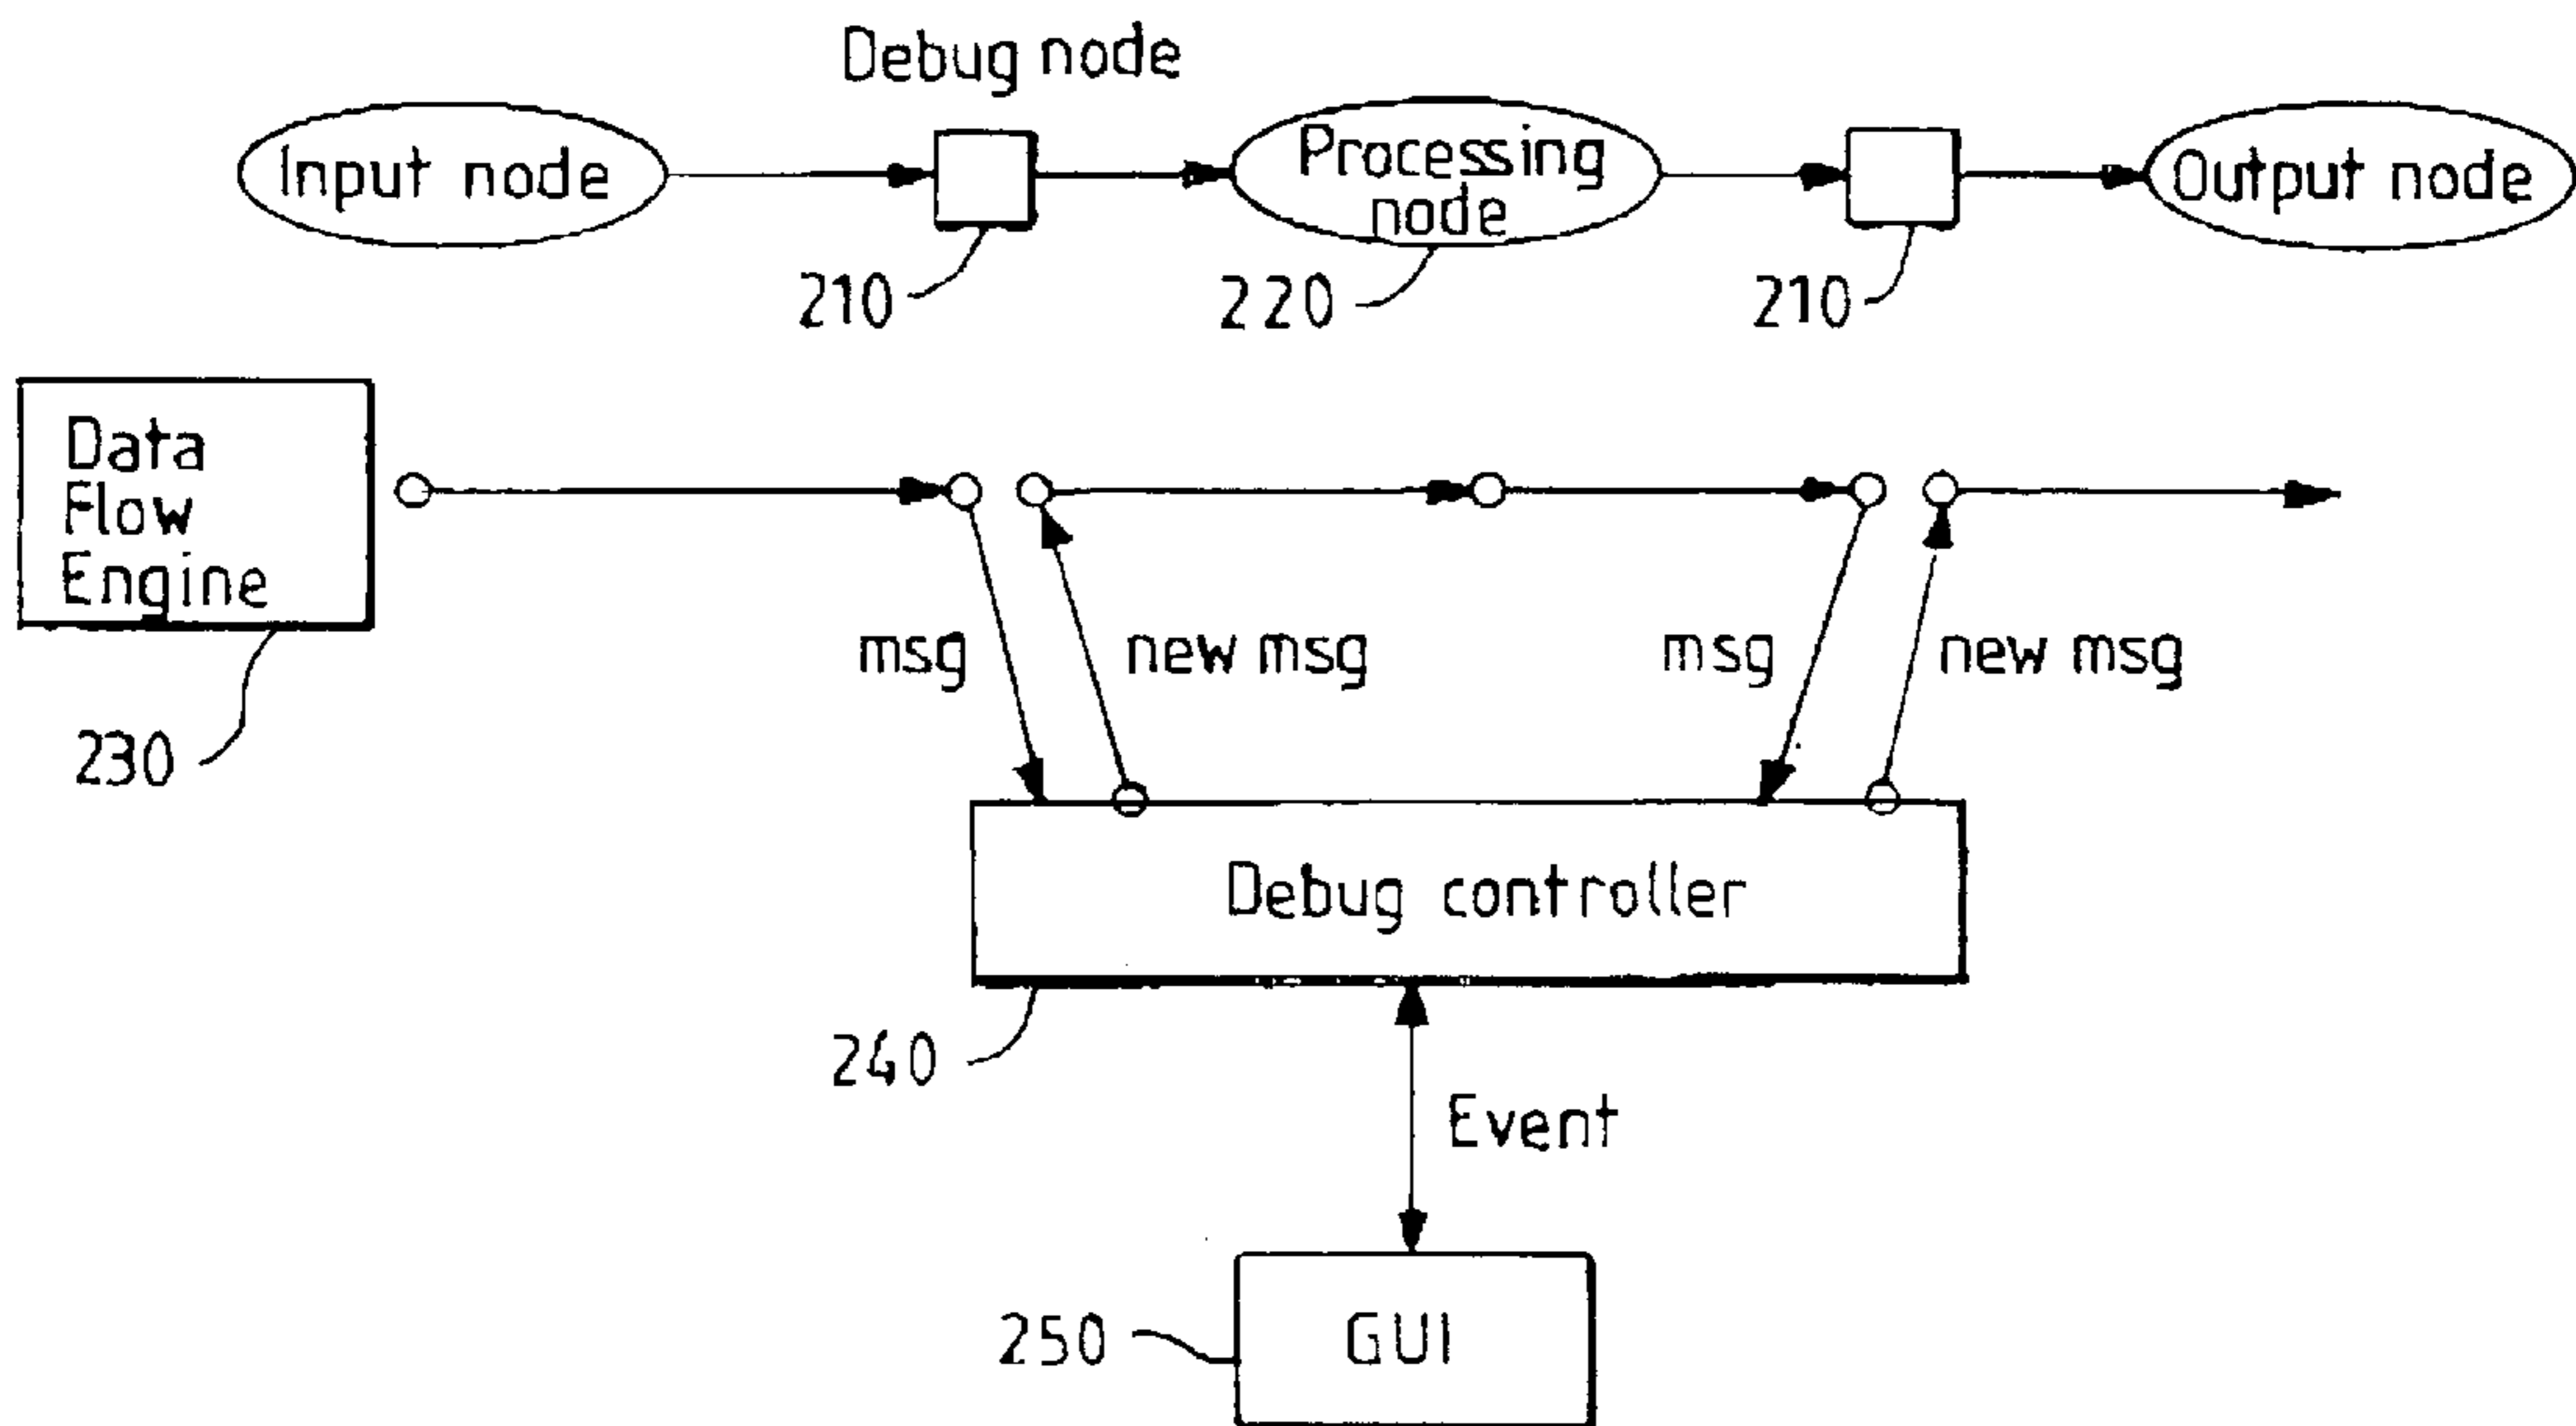 Debug node
Input node
Processing
node
Output node
210
220
210
Data
Flow
Engine
msg
new msg
msg
new msg
230
Debug controller
240
Event
250
GUI